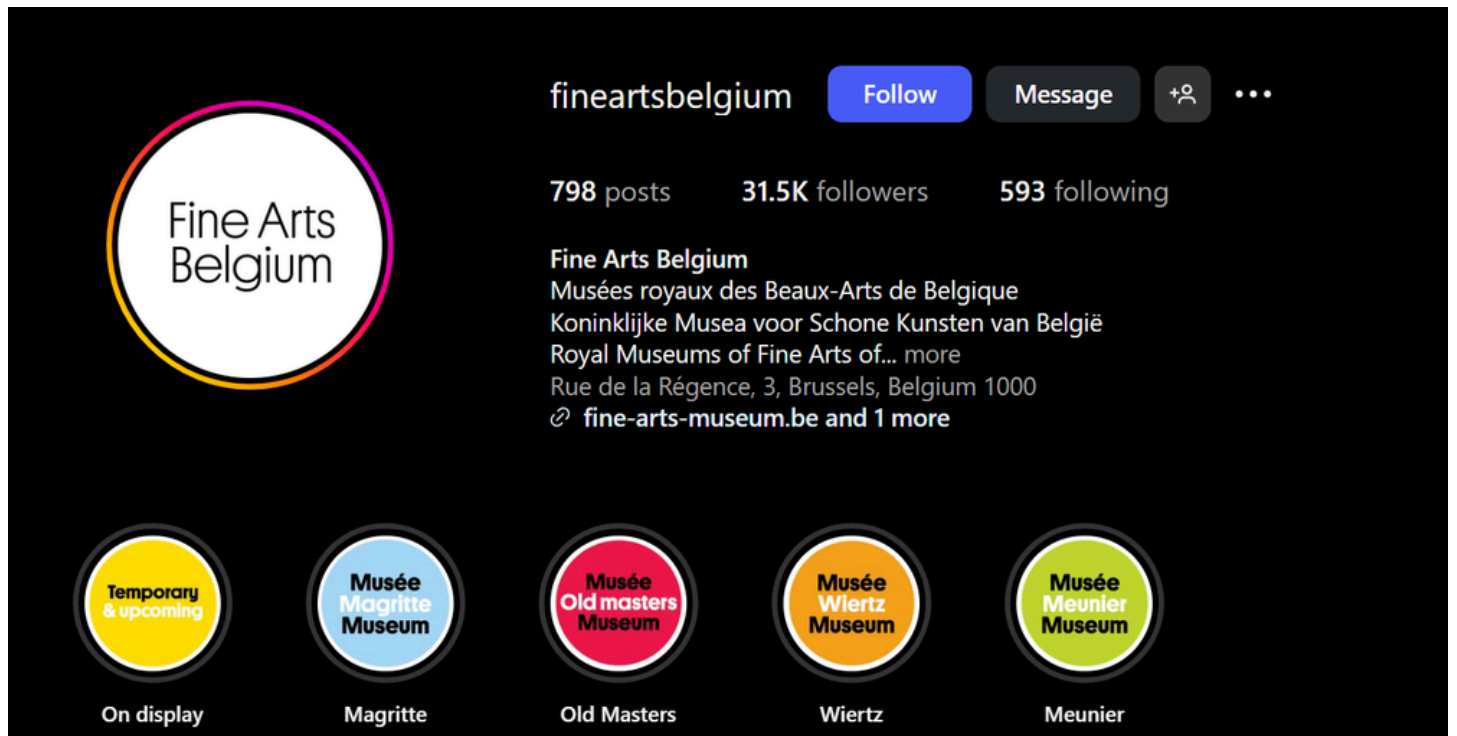 fineartsbelgium Follow Message
798 posts 31.5K followers 593 following
Fine Arts
Belgium
Fine Arts Belgium
Musées royaux des Beaux-Arts de Belgique
Koninklijke Musea voor Schone Kunsten van België
Royal Museums of Fine Arts of... more
Rue de la Régence, 3, Brussels, Belgium 1000
fine-arts-museum.be and 1 more
Temporary
& upcoming
On display
Musée
Magritte
Museum
Magritte
Musée
Old masters
Museum
Old Masters
Musée
Wiertz
Museum
Wiertz
Musée
Meunier
Museum
Meunier